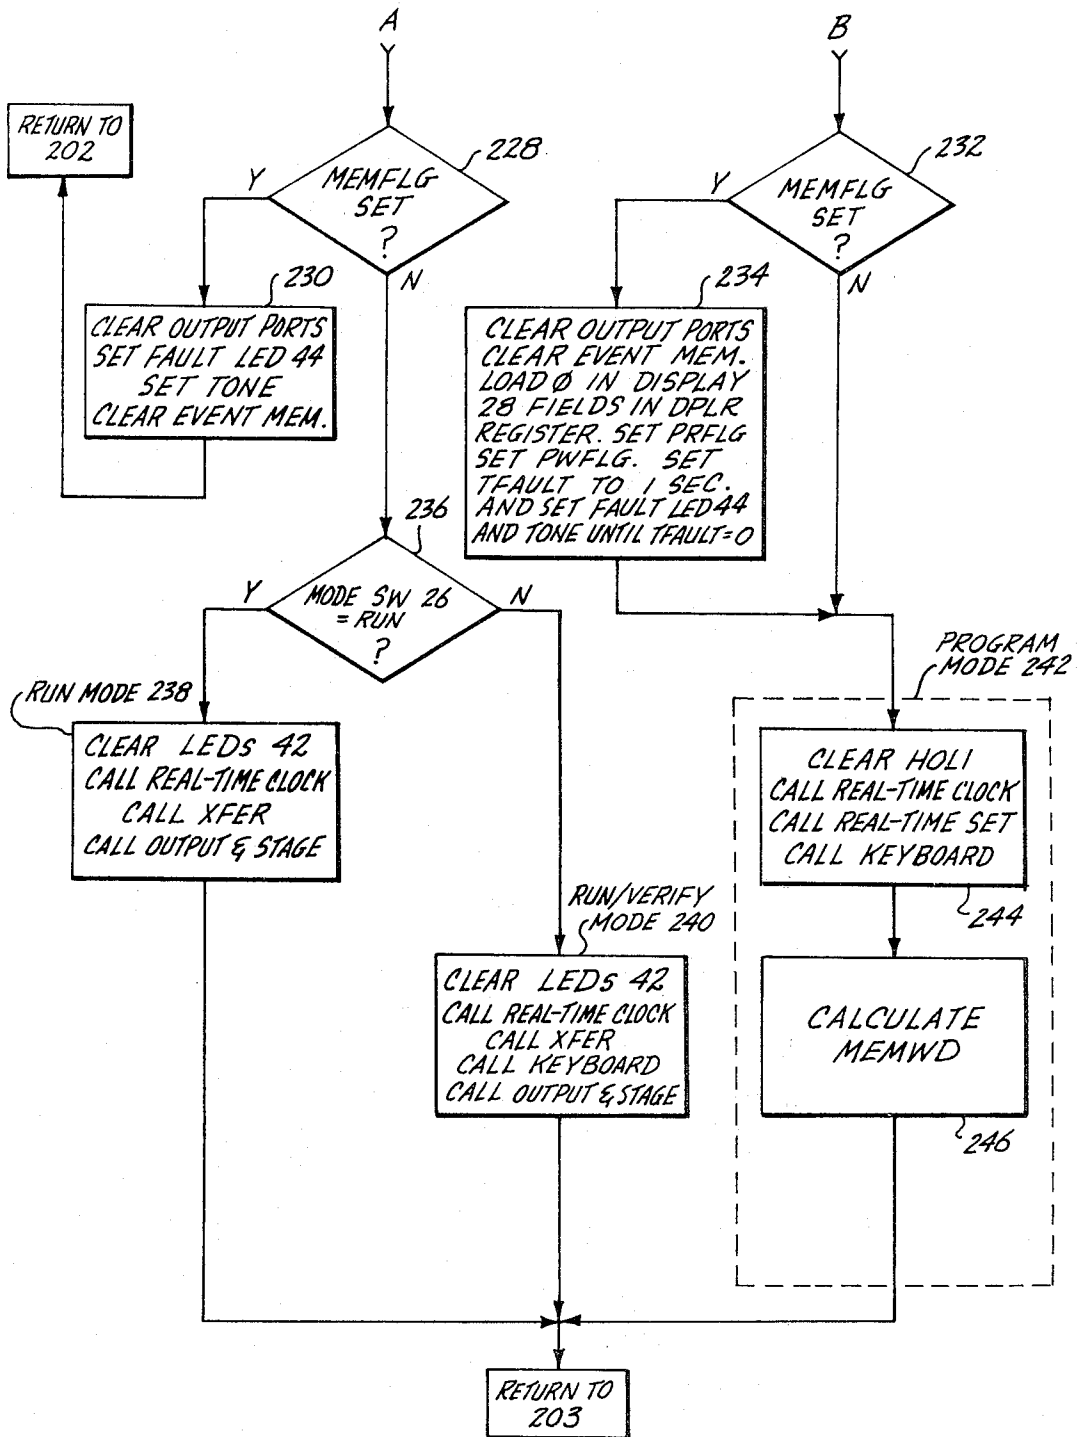 A
B
RETURN TO
202
228
Y
MEMFLG
SET
?
N
232
Y
MEMFLG
SET
?
N
230
CLEAR OUTPUT PORTS
SET FAULT LED 44
SET TONE
CLEAR EVENT MEM.
234
CLEAR OUTPUT PORTS
CLEAR EVENT MEM.
LOAD Ø IN DISPLAY
28 FIELDS IN DPLR
REGISTER. SET PRFLG
SET PWFLG. SET
TFAULT TO 1 SEC.
AND SET FAULT LED 44
AND TONE UNTIL TFAULT=0
236
Y
MODE SW 26
= RUN
?
N
RUN MODE 238
CLEAR LEDs 42
CALL REAL-TIME CLOCK
CALL XFER
CALL OUTPUT & STAGE
PROGRAM
MODE 242
CLEAR HOLI
CALL REAL-TIME CLOCK
CALL REAL-TIME SET
CALL KEYBOARD
244
RUN/VERIFY
MODE 240
CLEAR LEDs 42
CALL REAL-TIME CLOCK
CALL XFER
CALL KEYBOARD
CALL OUTPUT & STAGE
CALCULATE
MEMWD
246
RETURN TO
203